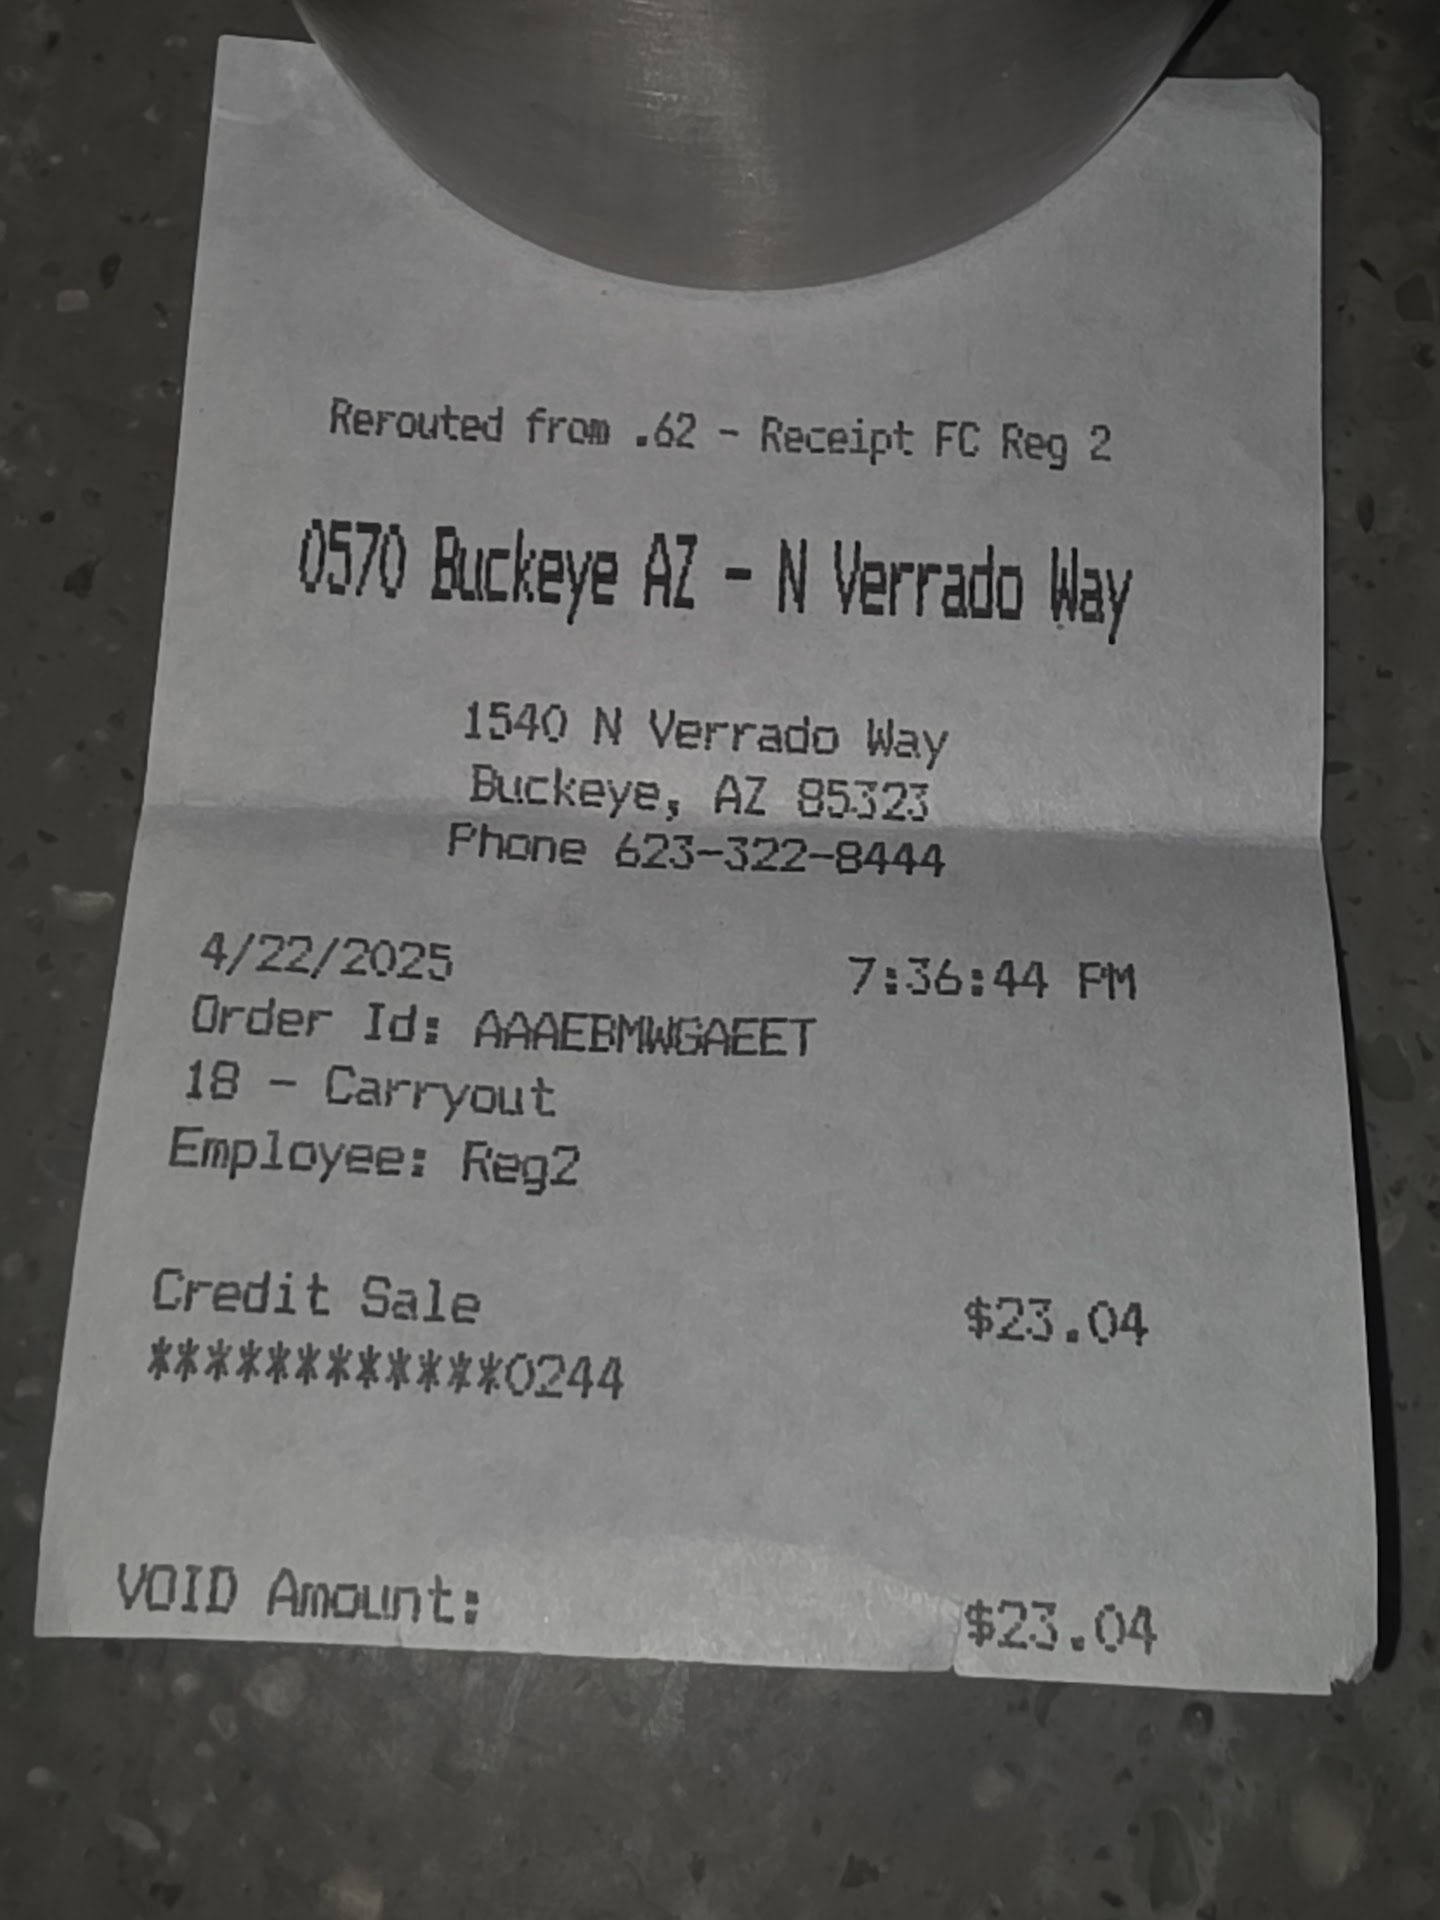 Rerouted from .62 - Receipt FC Reg 2
0570 Buckeye AZ - N Verrado Way
1540 N Verrado Way
Buckeye, AZ 85323
Phone 623-322-8444
4/22/2025 7:36:44 PM
Order Id: AAAEBMWGAEET
18 - Carryout
Employee: Reg2
Credit Sale $23.04
************0244
VOID Amount: $23.04